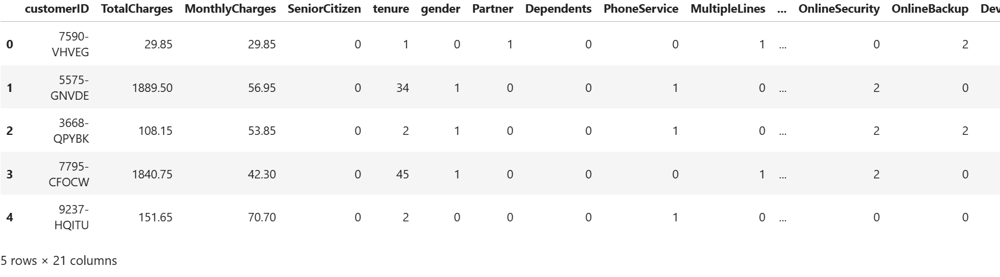 customerID TotalCharges MonthlyCharges SeniorCitizen tenure gender Partner Dependents PhoneService MultipleLines ... OnlineSecurity OnlineBackup Dev
0 7590-VHVEG 29.85 29.85 0 1 0 1 0 0 1 ... 0 2
1 5575-GNVDE 1889.50 56.95 0 34 1 0 0 1 0 ... 2 0
2 3668-QPYBK 108.15 53.85 0 2 1 0 0 1 0 ... 2 2
3 7795-CFOCW 1840.75 42.30 0 45 1 0 0 0 1 ... 2 0
4 9237-HQITU 151.65 70.70 0 2 0 0 0 1 0 ... 0 0
5 rows × 21 columns